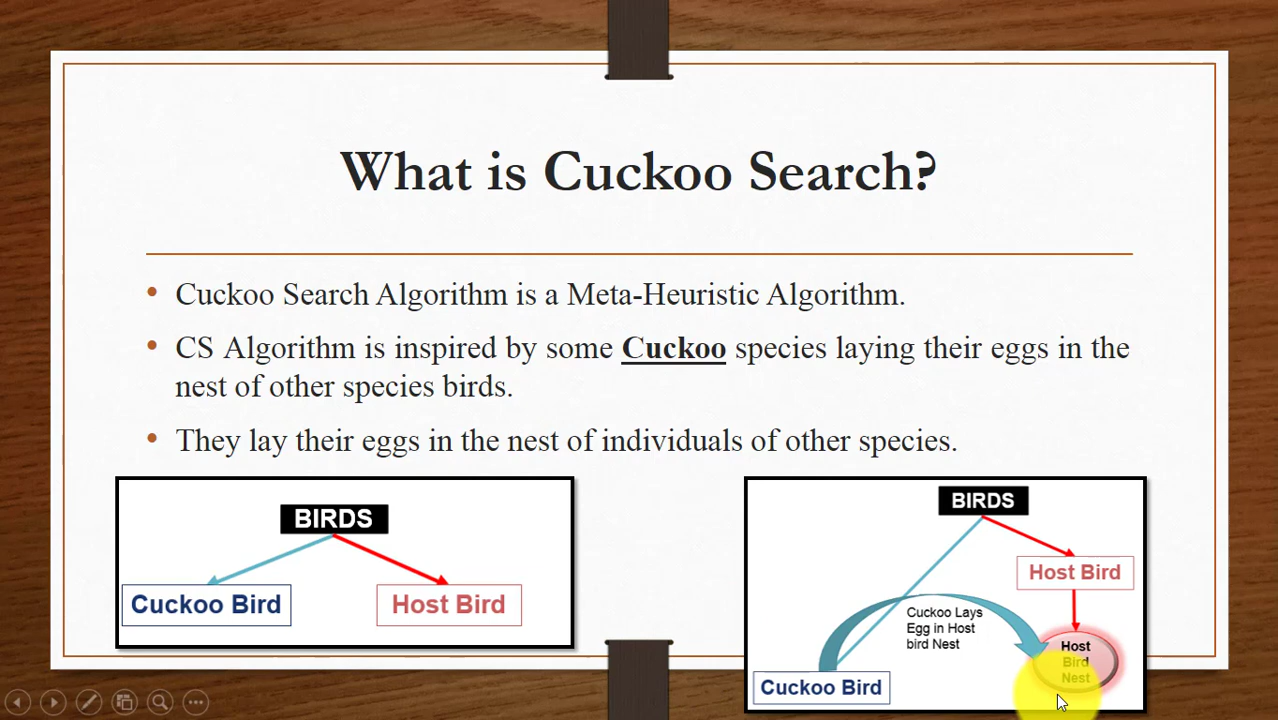 What is Cuckoo Search?
• Cuckoo Search Algorithm is a Meta-Heuristic Algorithm.
• CS Algorithm is inspired by some Cuckoo species laying their eggs in the
nest of other species birds.
• They lay their eggs in the nest of individuals of other species.
BIRDS
Cuckoo Bird
Host Bird
BIRDS
Host Bird
Cuckoo Lays
Egg in Host
bird Nest
Host
Bird
Nest
Cuckoo Bird